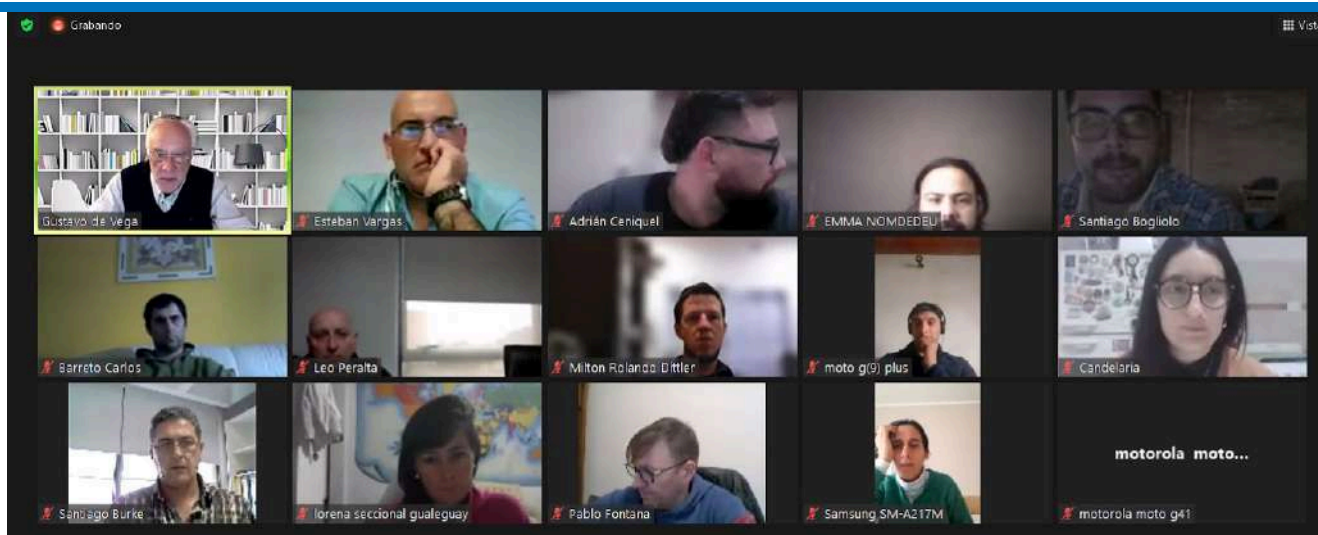 Grabando
Vist
Gustavo de Vega
Esteban Vargas
Adrián Ceniquel
EMMA NOMDEDEU
Santiago Bogliolo
Barreto Carlos
Leo Peralta
Milton Rolando Dittler
moto g(9) plus
Candelaria
Santiago Burke
lorena seccional gualeguay
Pablo Fontana
Samsung SM-A217M
motorola moto...
motorola moto g41